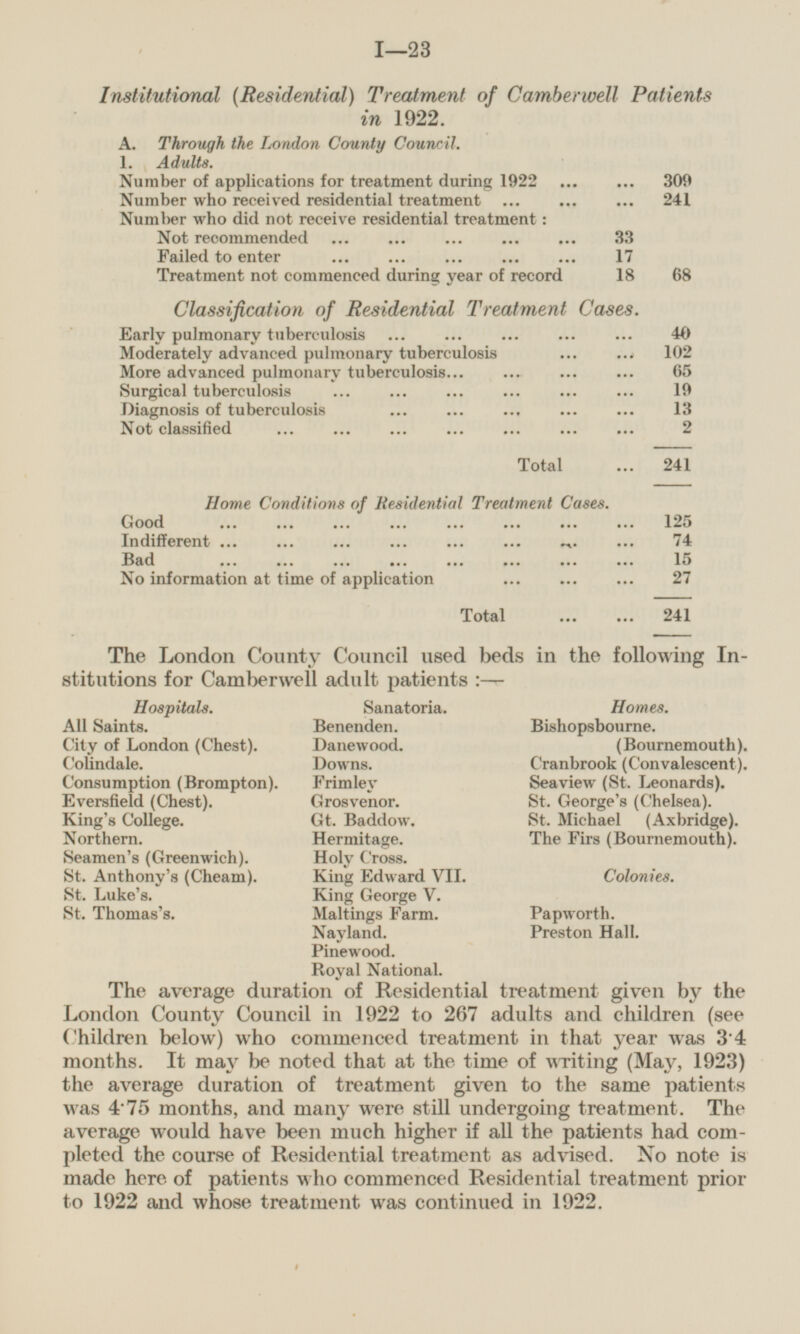 I—23
Institutional (Residential) Treatment of Camberwell Patients
in 1922.
A. Through the London County Council.
1. Adults.
Number of applications for treatment during 1922 ... ... 309
Number who received residential treatment ... ... ... 241
Number who did not receive residential treatment :
Not recommended ... ... ... ... ... 33
Failed to enter ... ... ... ... ... 17
Treatment not commenced during year of record 18 68
Classification of Residential Treatment Cases.
Early pulmonary tuberculosis ... ... ... ... ... 40
Moderately advanced pulmonary tuberculosis ... ... 102
More advanced pulmonary tuberculosis... ... ... ... 65
Surgical tuberculosis ... ... ... ... ... ... 19
Diagnosis of tuberculosis ... ... ... ... ... 13
Not classified ... ... ... ... ... ... ... 2
Total ... 241
Home Conditions of Residential Treatment Cases.
Good ... ... ... ... ... ... ... ... 125
Indifferent ... ... ... ... ... ... ... ... 74
Bad ... ... ... ... ... ... ... ... 15
No information at time of application ... ... ... 27
Total ... ... 241
The London County Council used beds in the following In-
stitutions for Camberwell adult patients :—
Hospitals.
All Saints.
City of London (Chest).
Colindale.
Consumption (Brompton).
Eversfield (Chest).
King's College.
Northern.
Seamen's (Greenwich).
St. Anthony's (Cheam).
St. Luke's.
St. Thomas's.
Sanatoria.
Benenden.
Danewood.
Downs.
Frimley
Grosvenor.
Gt. Baddow.
Hermitage.
Holy Cross.
King Edward VII.
King George V.
Maltings Farm.
Nayland.
Pinewood.
Royal National.
Homes.
Bishopsbourne.
(Bournemouth).
Cranbrook (Convalescent).
Seaview (St. Leonards).
St. George's (Chelsea).
St. Michael (Axbridge).
The Firs (Bournemouth).
Colonies.
Papworth.
Preston Hall.
The average duration of Residential treatment given by the
London County Council in 1922 to 267 adults and children (see
Children below) who commenced treatment in that year was 3·4
months. It may be noted that at the time of writing (May, 1923)
the average duration of treatment given to the same patients
was 4·75 months, and many were still undergoing treatment. The
average would have been much higher if all the patients had com-
pleted the course of Residential treatment as advised. No note is
made here of patients who commenced Residential treatment prior
to 1922 and whose treatment was continued in 1922.